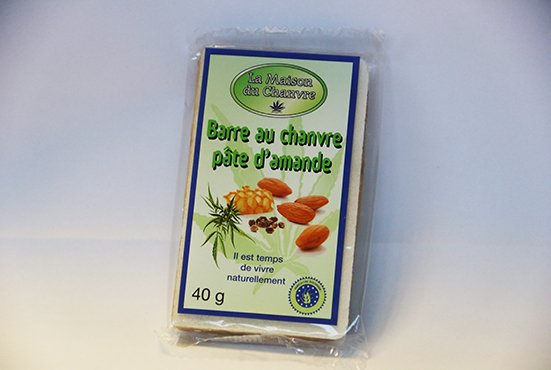 La Maison
du Chanvre
Barre au chanvre
pâte d'amande
Il est temps
de vivre
naturellement
40 g